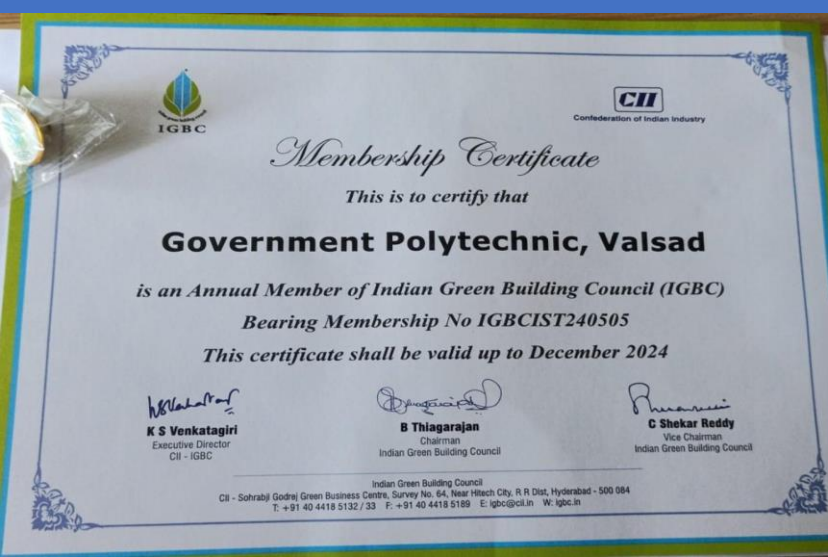 IGBC
CII
Confederation of Indian Industry
Membership Certificate
This is to certify that
Government Polytechnic, Valsad
is an Annual Member of Indian Green Building Council (IGBC)
Bearing Membership No IGBCIST240505
This certificate shall be valid up to December 2024
K S Venkatagiri
Executive Director
CII - IGBC
B Thiagarajan
Chairman
Indian Green Building Council
C Shekar Reddy
Vice Chairman
Indian Green Building Council
Indian Green Building Council
CII - Sohrabji Godrej Green Business Centre, Survey No. 64, Near Hitech City, R R Dist, Hyderabad - 500 084
T: +91 40 4418 5132 / 33 F: +91 40 4418 5189 E: igbc@cii.in W: igbc.in